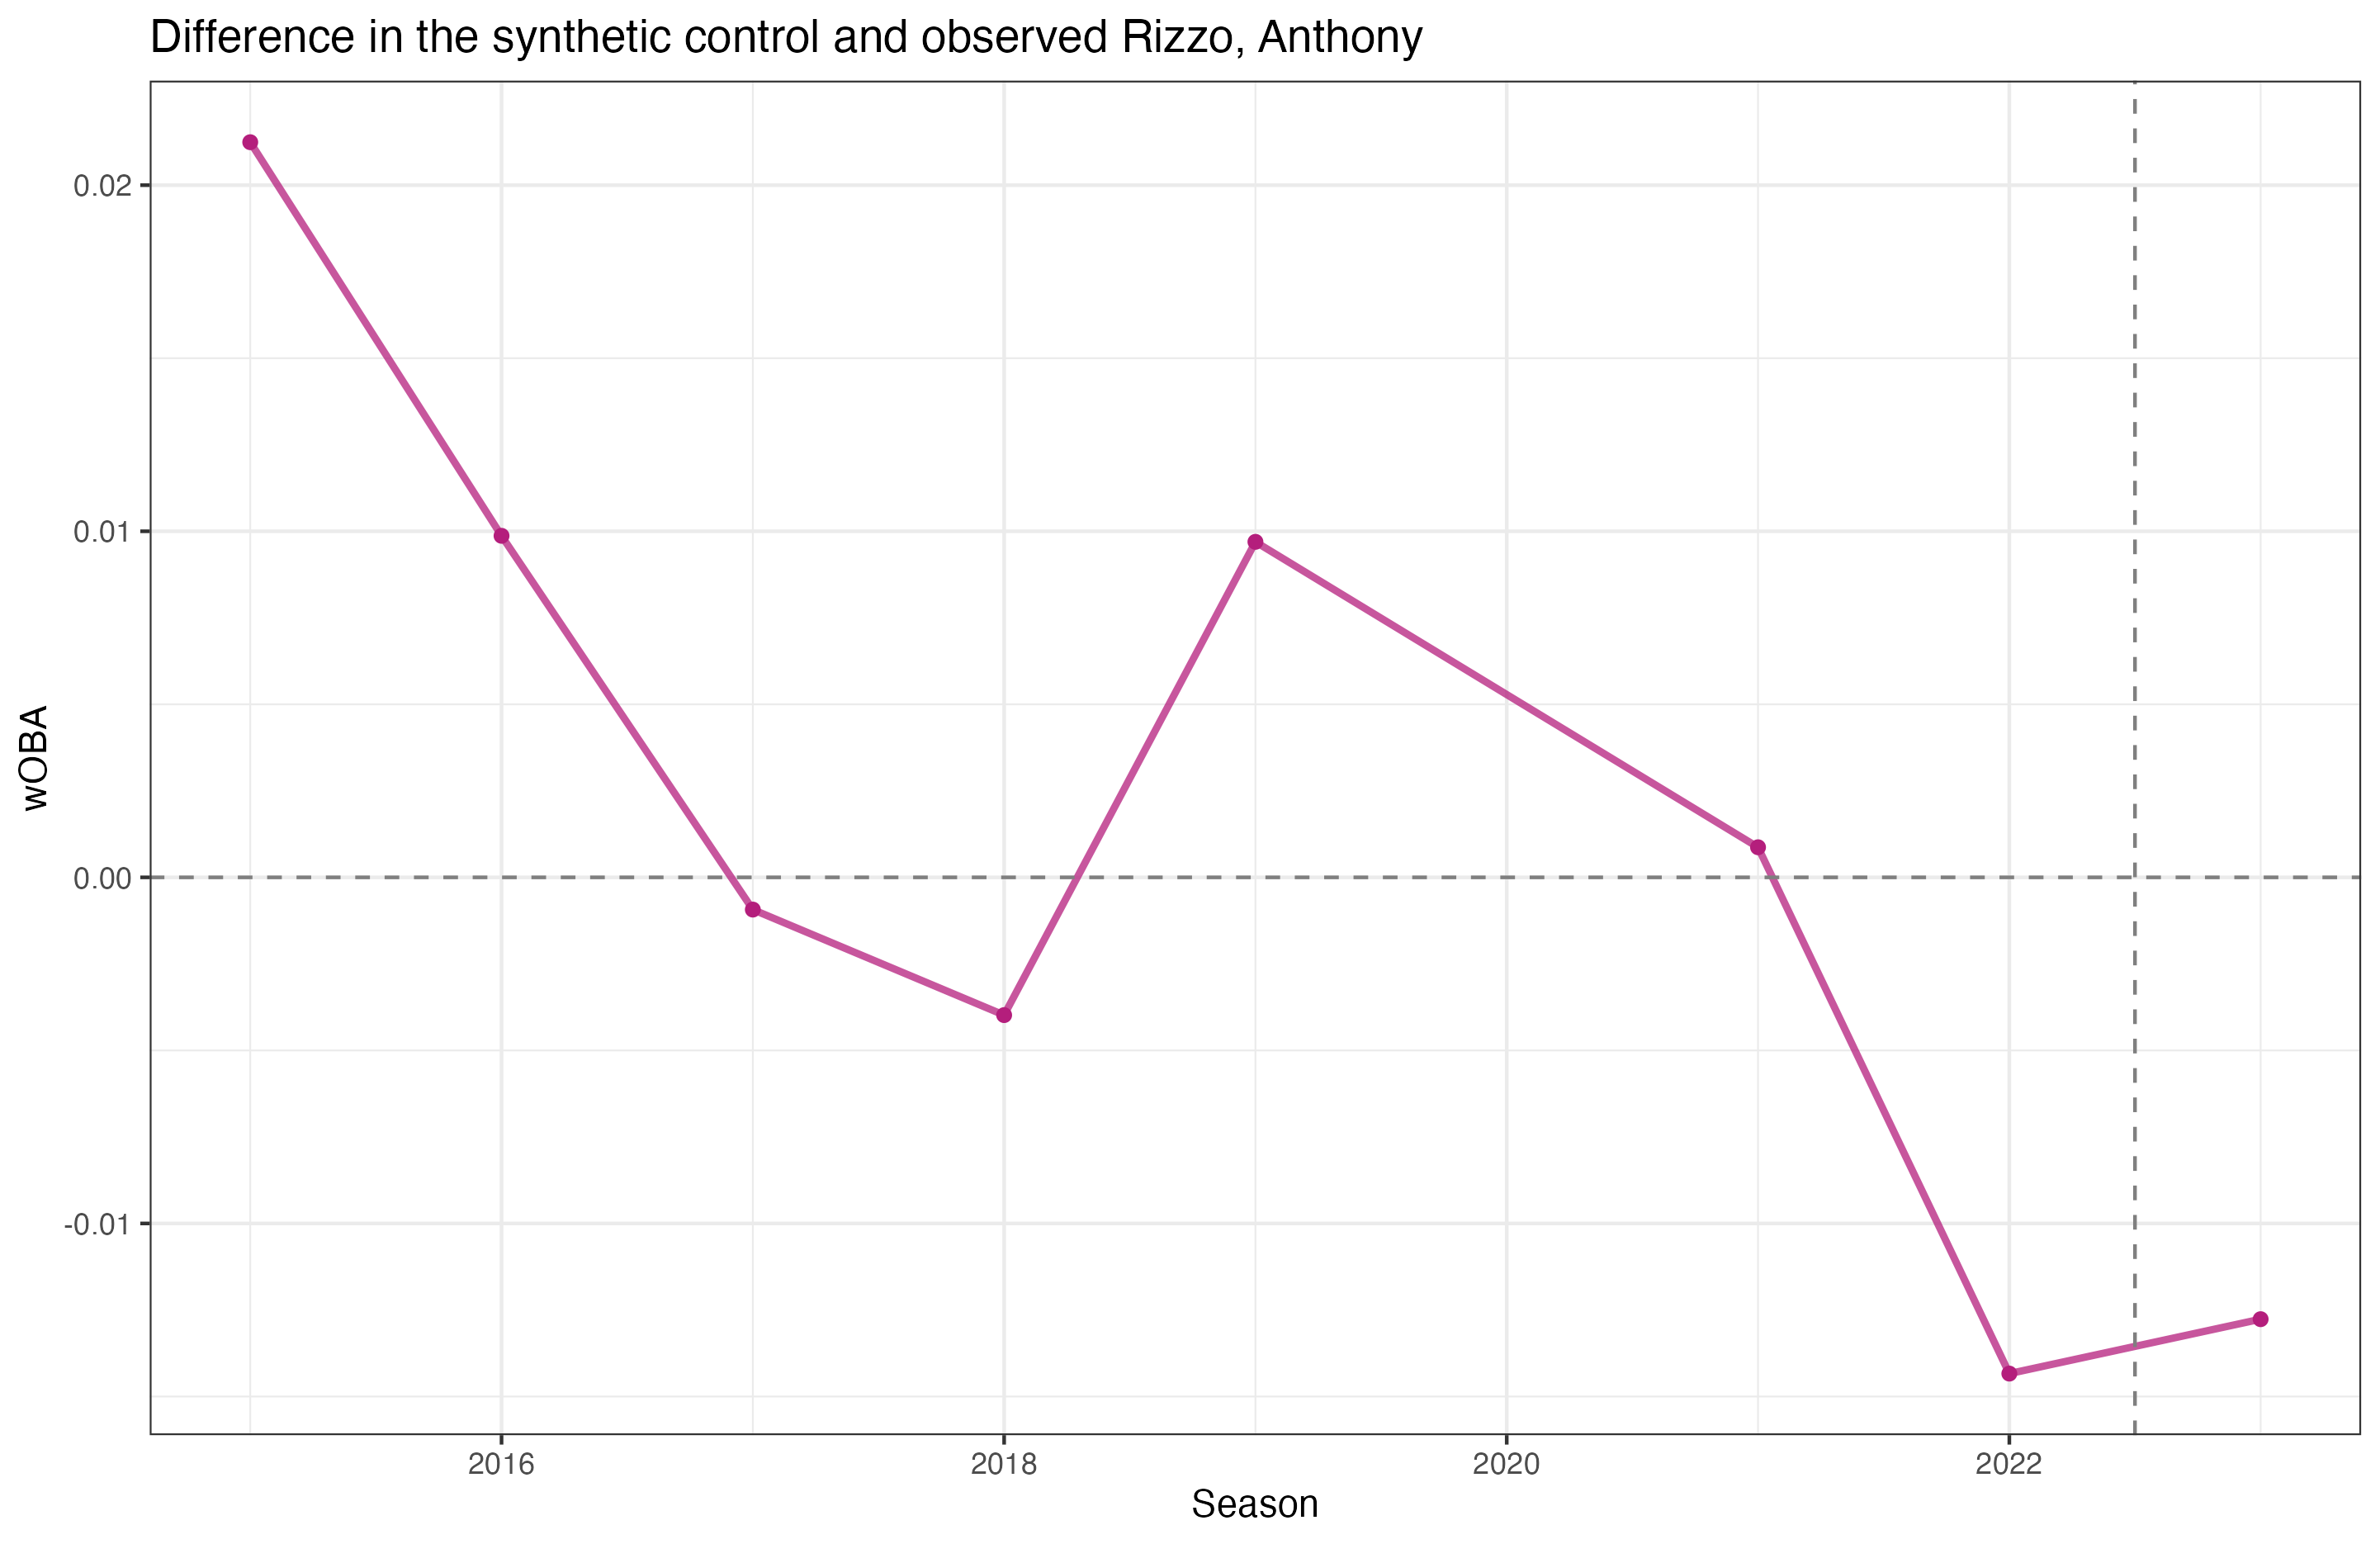 Difference in the synthetic control and observed Rizzo, Anthony
0.02
0.01
0.00
-0.01
wOBA
2016
2018
2020
2022
Season